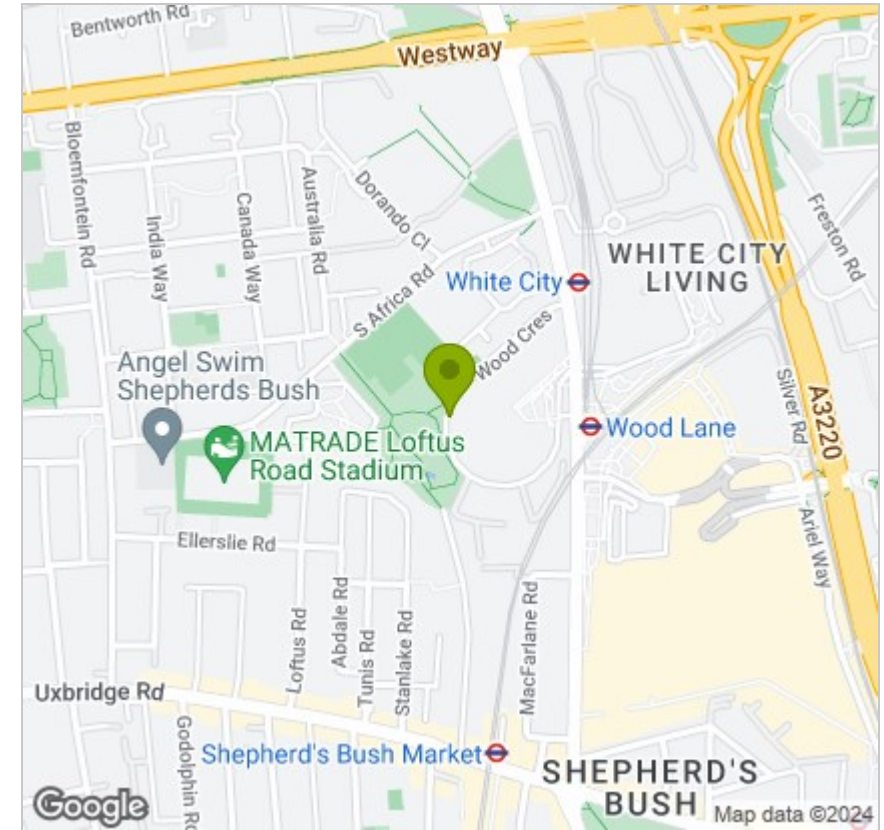 Bentworth Rd
Westway
Bloemfontein Rd
India Way
Canada Way
Australia Rd
Dorando Cl
S Africa Rd
White City
WHITE CITY
LIVING
Freston Rd
Wood Cres
Angel Swim
Shepherds Bush
MATRADE Loftus
Road Stadium
Wood Lane
Silver Rd
A3220
Ariel Way
Ellerslie Rd
Loftus Rd
Abdale Rd
Tunis Rd
Stanlake Rd
MacFarlane Rd
Uxbridge Rd
Godolphin Rd
Shepherd's Bush Market
SHEPHERD'S
BUSH
Google
Map data ©2024